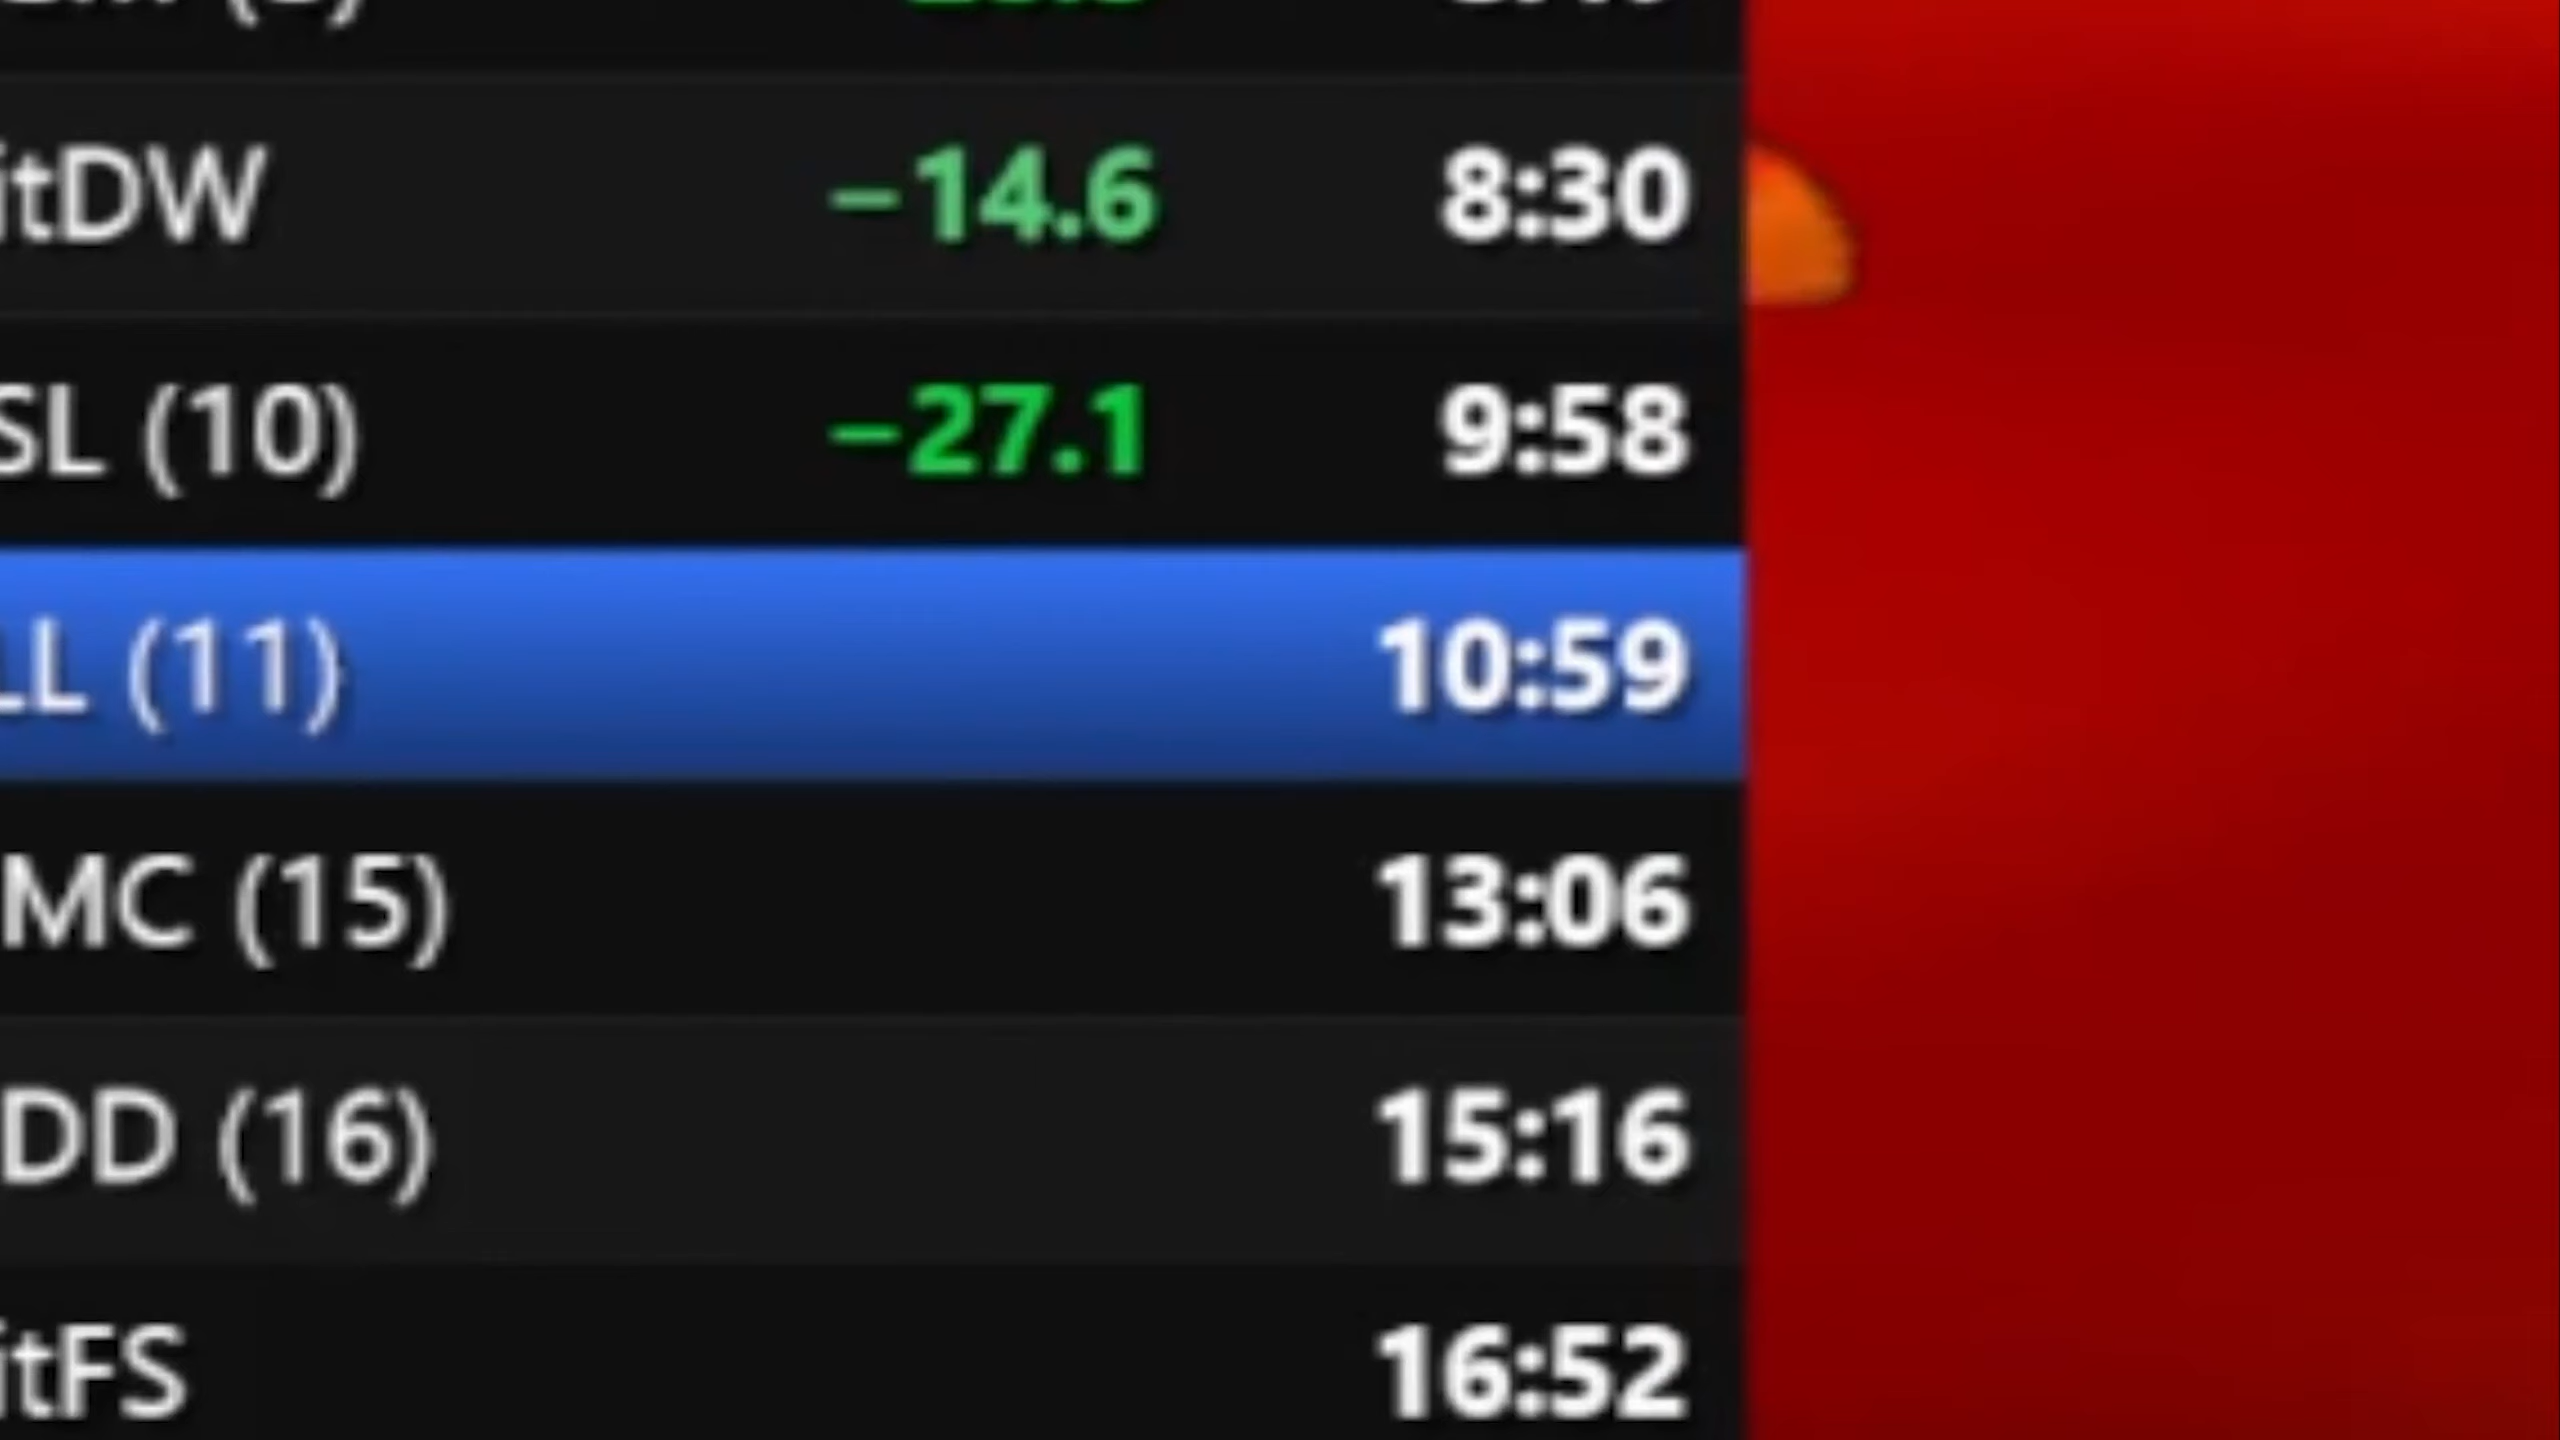 itDW −14.6 8:30
SL (10) −27.1 9:58
LL (11) 10:59
MC (15) 13:06
DD (16) 15:16
itFS 16:52